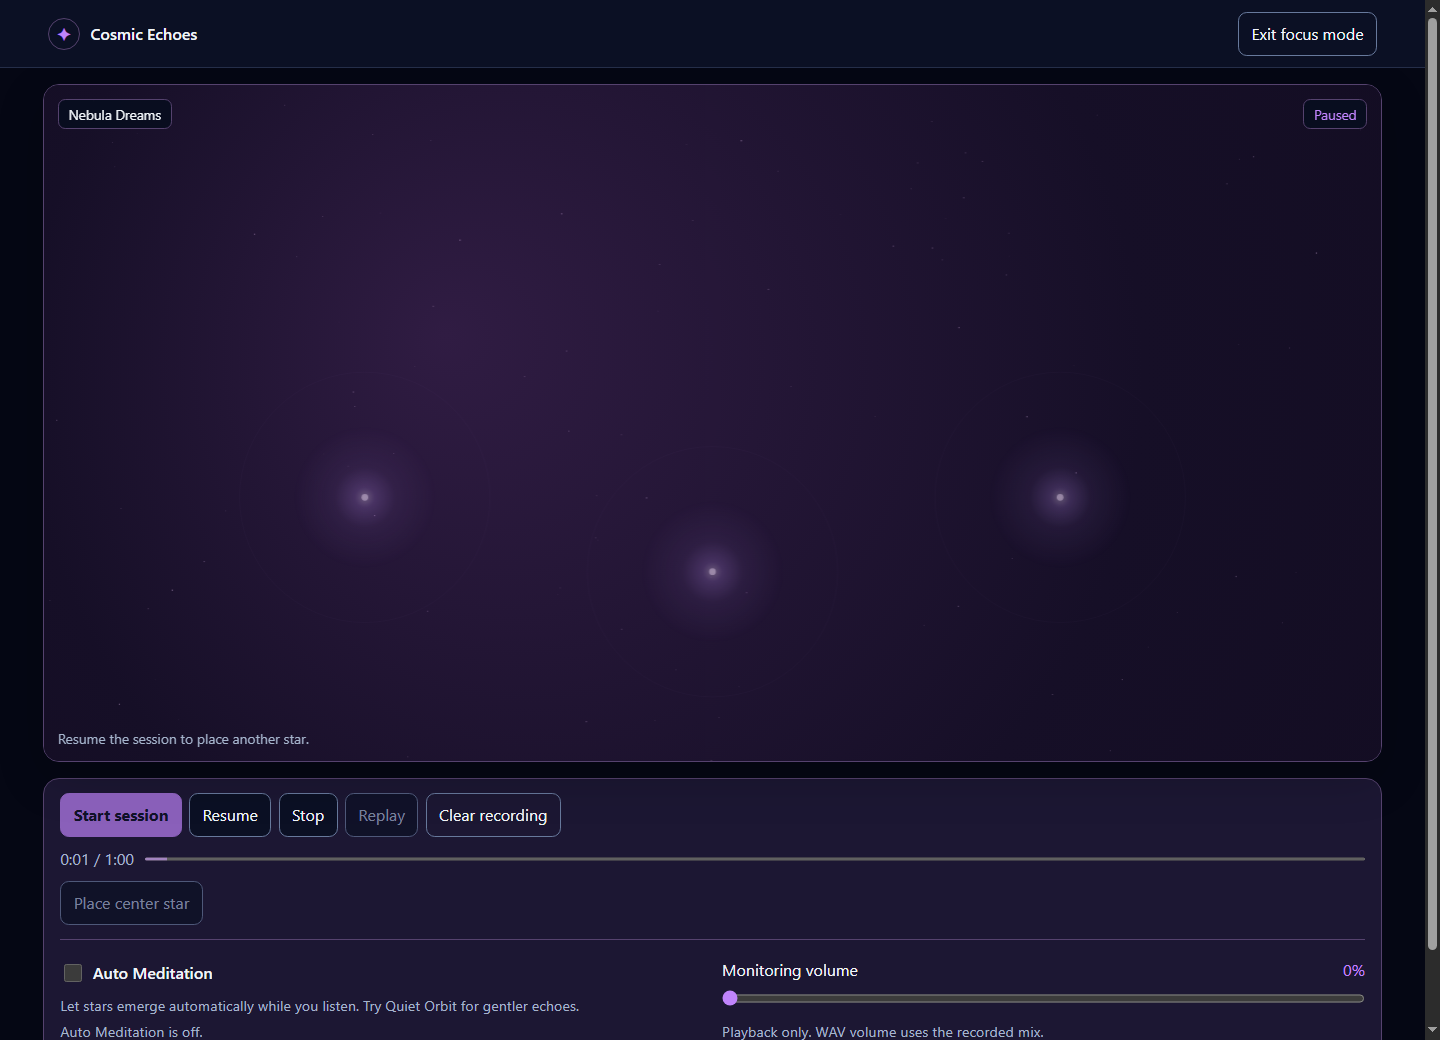 Cosmic Echoes
Exit focus mode
Nebula Dreams
Paused
Resume the session to place another star.
Start session
Resume
Stop
Replay
Clear recording
0:01 / 1:00
Place center star
Auto Meditation
Let stars emerge automatically while you listen. Try Quiet Orbit for gentler echoes.
Auto Meditation is off.
Monitoring volume
0%
Playback only. WAV volume uses the recorded mix.